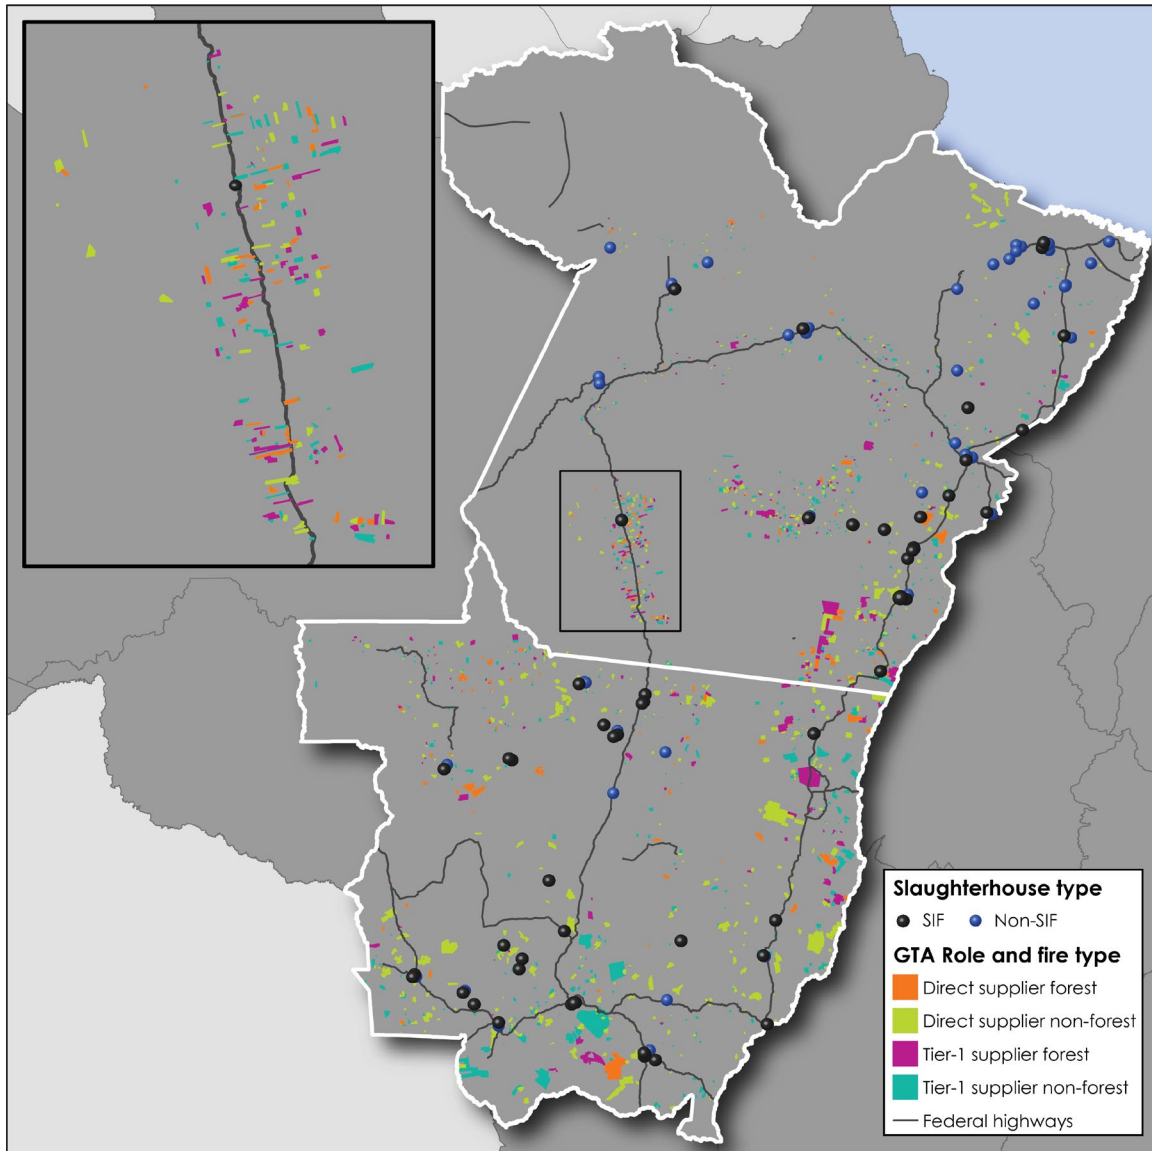 Slaughterhouse type
SIF Non-SIF
GTA Role and fire type
Direct supplier forest
Direct supplier non-forest
Tier-1 supplier forest
Tier-1 supplier non-forest
Federal highways